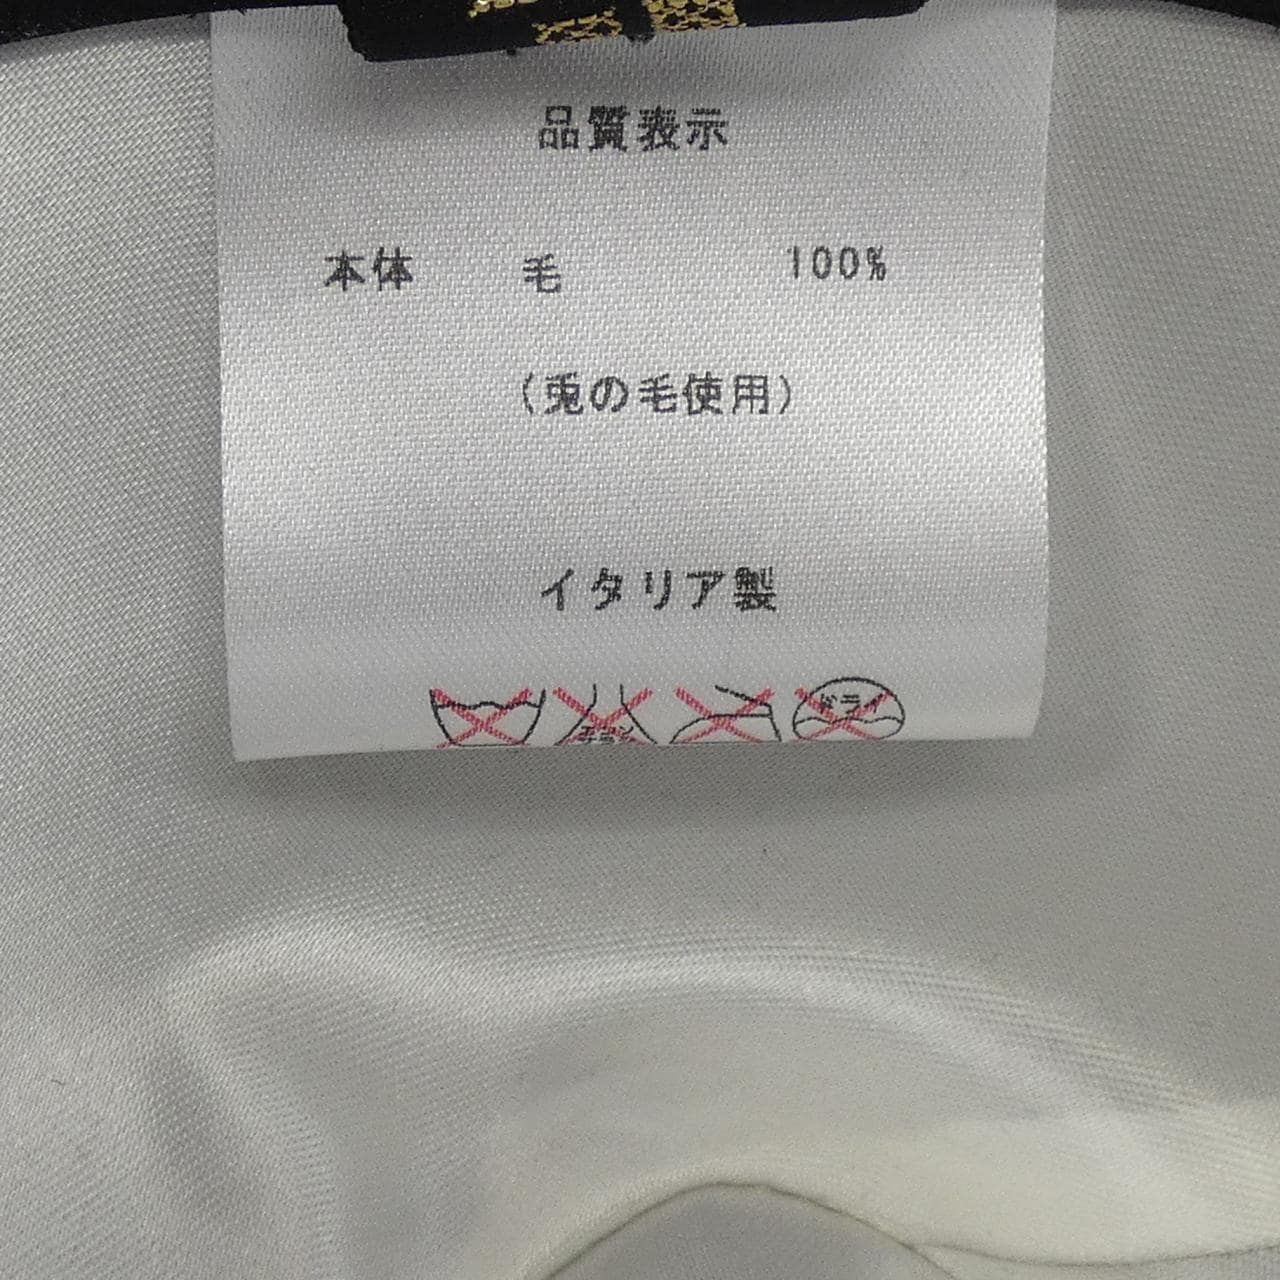 品質表示
本体 毛 100%
(兎の毛使用)
イタリア製
ドライ